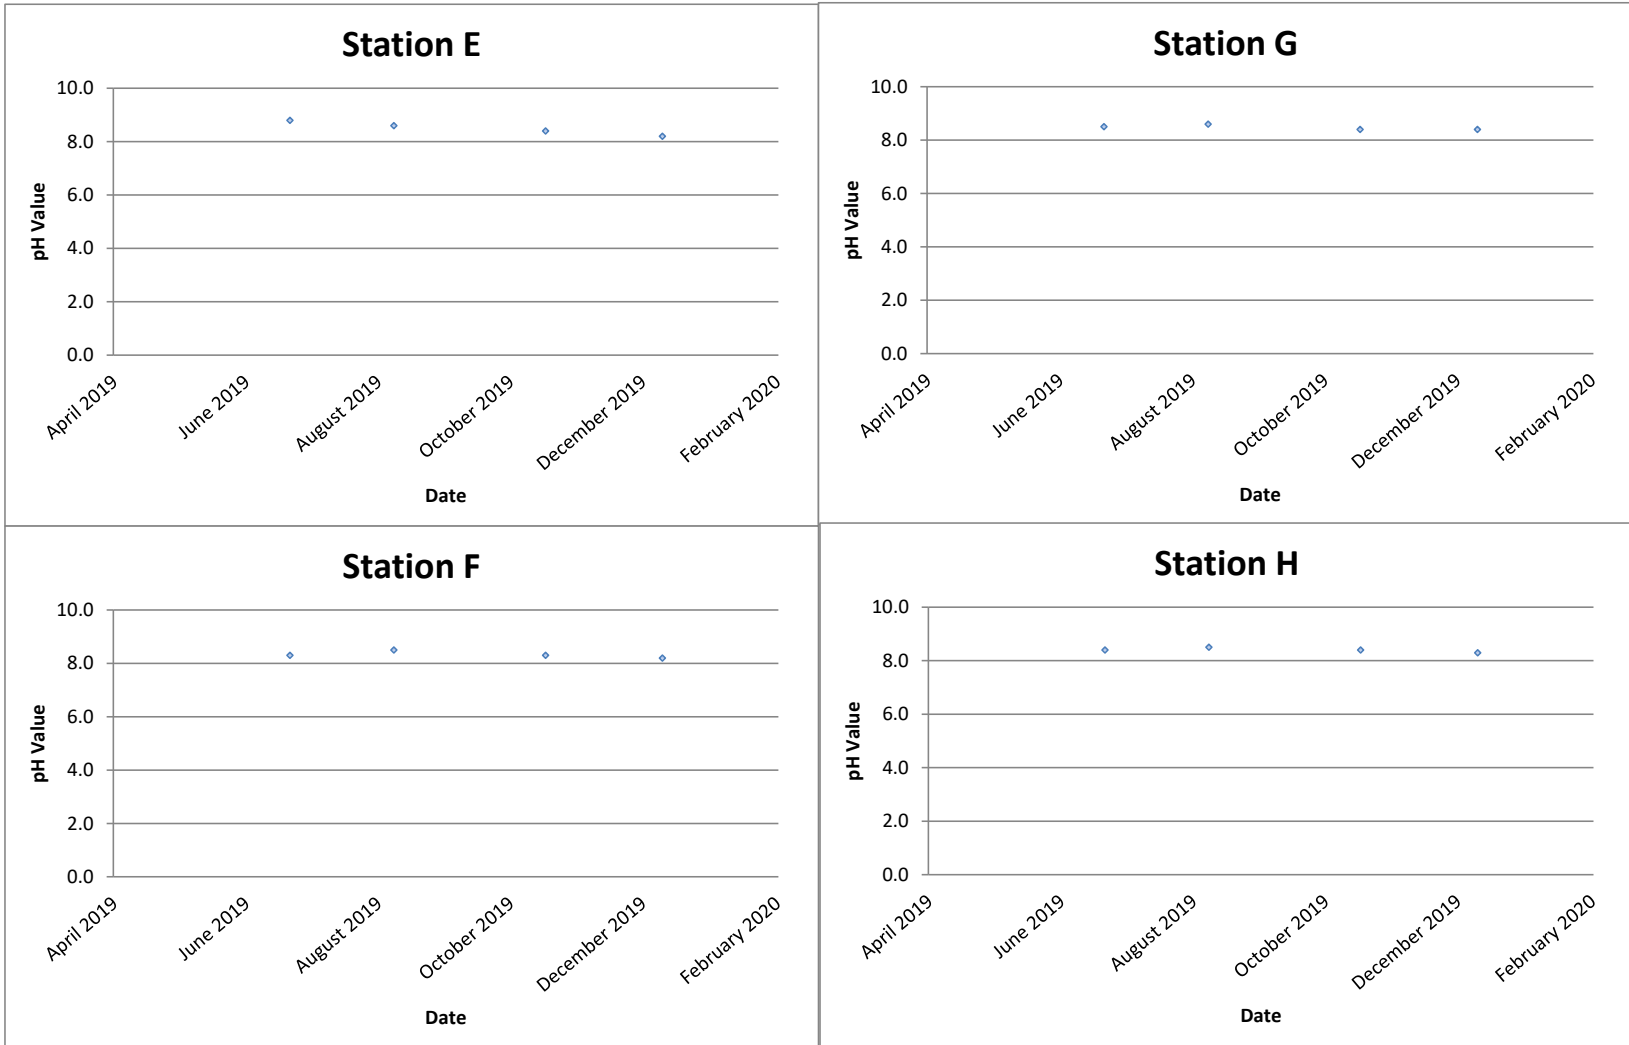 Station E
10.0
8.0
6.0
4.0
2.0
0.0
pH Value
April 2019
June 2019
August 2019
October 2019
December 2019
February 2020
Date
Station G
10.0
8.0
6.0
4.0
2.0
0.0
pH Value
April 2019
June 2019
August 2019
October 2019
December 2019
February 2020
Date
Station F
10.0
8.0
6.0
4.0
2.0
0.0
pH Value
April 2019
June 2019
August 2019
October 2019
December 2019
February 2020
Date
Station H
10.0
8.0
6.0
4.0
2.0
0.0
pH Value
April 2019
June 2019
August 2019
October 2019
December 2019
February 2020
Date